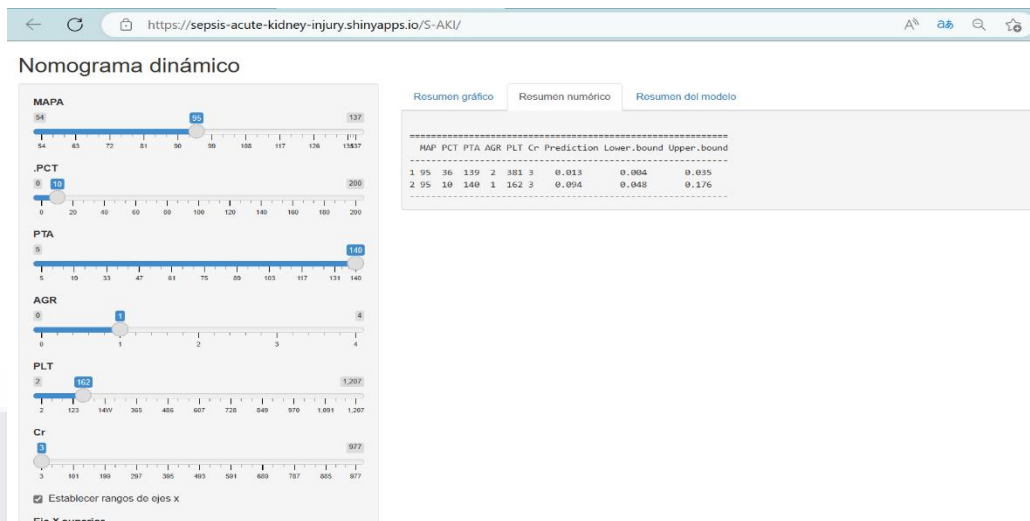 https://sepsis-acute-kidney-injury.shinyapps.io/S-AKI/
Nomograma dinámico
MAPA
54 95 137
54 63 72 81 90 99 108 117 126
.PCT
0 10 200
0 20 40 60 80 100 120 140 160 180 200
PTA
5 140
5 19 33 47 61 75 89 103 117 131 140
AGR
0 1 4
0 1 2 3 4
PLT
2 162 1,207
2 123 365 486 607 728 849 970 1,091 1,207
Cr
3 977
3 101 199 297 395 493 591 689 787 885 977
Establecer rangos de ejes x
Eje X superior
Resumen gráfico Resumen numérico Resumen del modelo
MAP PCT PTA AGR PLT Cr Prediction Lower.bound Upper.bound
1 95 36 139 2 381 3 0.013 0.004 0.035
2 95 10 140 1 162 3 0.094 0.048 0.176